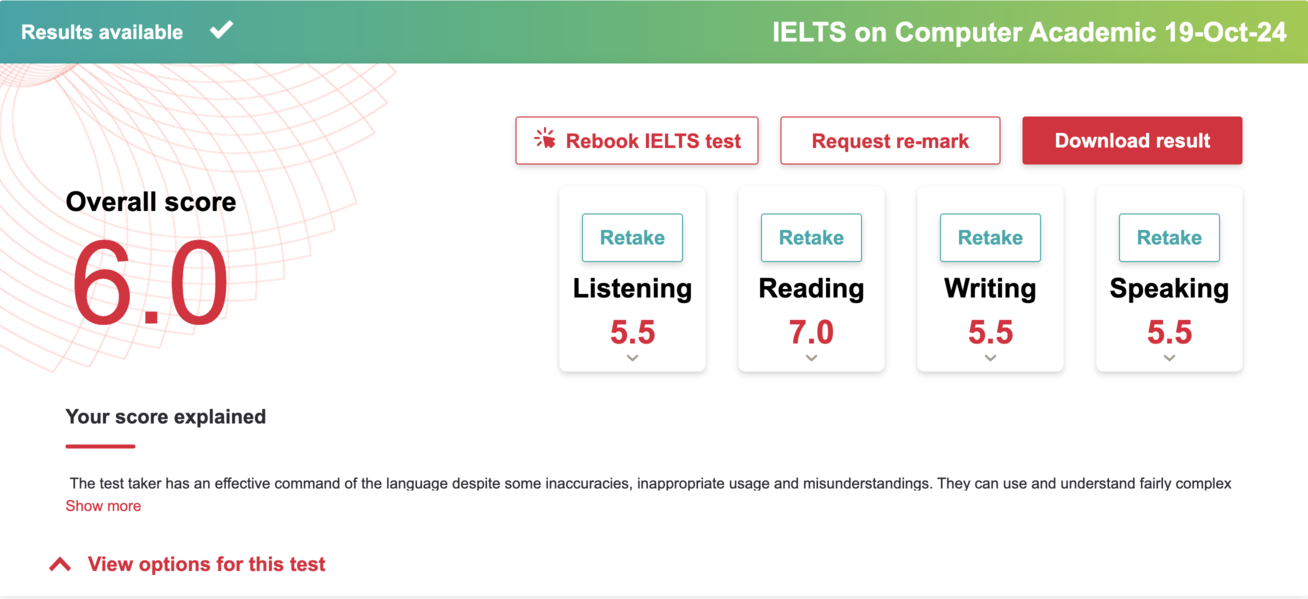 Results available
IELTS on Computer Academic 19-Oct-24
Rebook IELTS test
Request re-mark
Download result
Overall score
6.0
Retake
Listening
5.5
Retake
Reading
7.0
Retake
Writing
5.5
Retake
Speaking
5.5
Your score explained
The test taker has an effective command of the language despite some inaccuracies, inappropriate usage and misunderstandings. They can use and understand fairly complex
Show more
View options for this test